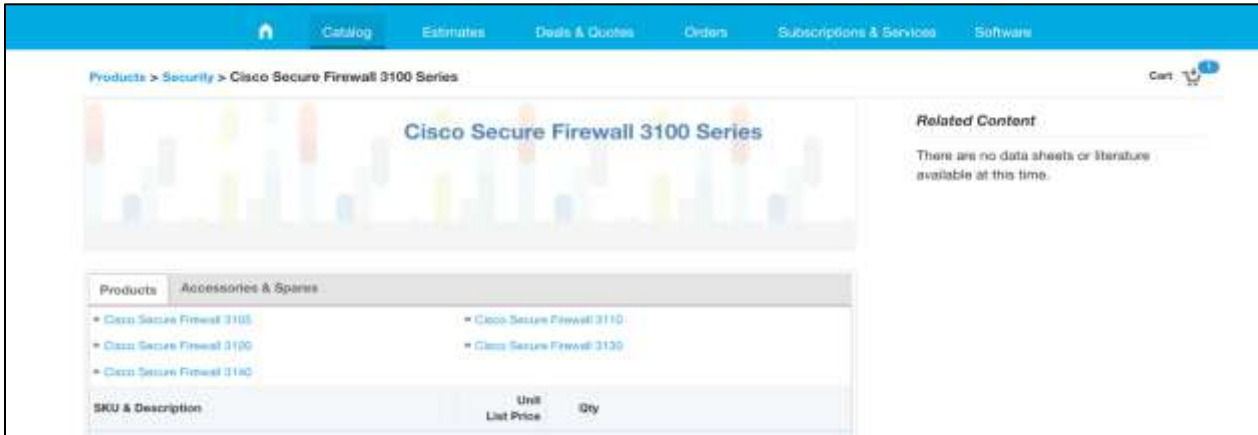 Catalog Estimates Deals & Quotes Orders Subscriptions & Services Software
Products > Security > Cisco Secure Firewall 3100 Series
Cart 1
Cisco Secure Firewall 3100 Series
Related Content
There are no data sheets or literature
available at this time.
Products Accessories & Spares
Cisco Secure Firewall 3105 Cisco Secure Firewall 3110
Cisco Secure Firewall Cisco Secure Firewall 3130
Cisco Secure Firewall 3140
SKU & Description Unit List Price Qty